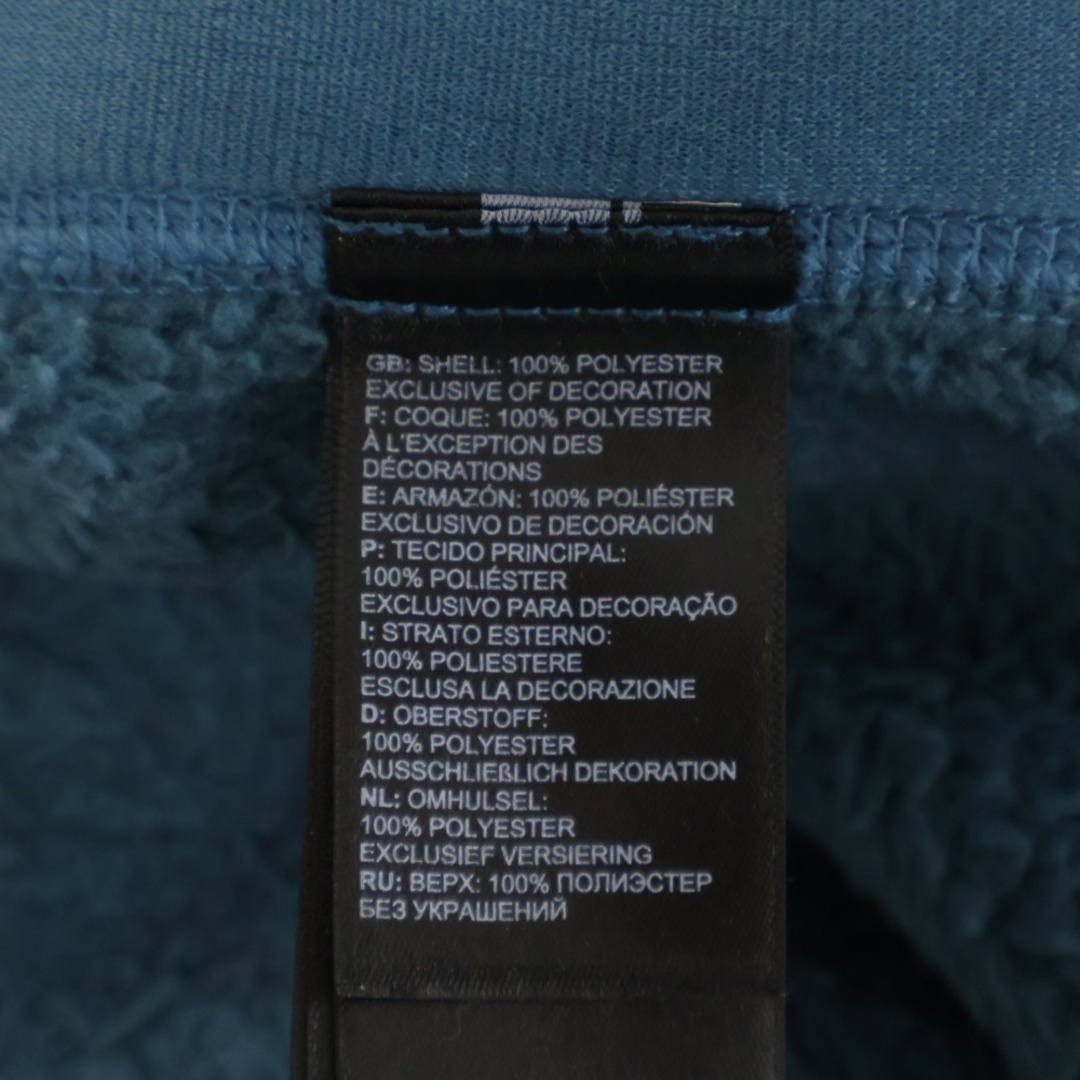 GB: SHELL: 100% POLYESTER
EXCLUSIVE OF DECORATION
F: COQUE: 100% POLYESTER
À L'EXCEPTION DES
DÉCORATIONS
E: ARMAZÓN: 100% POLIÉSTER
EXCLUSIVO DE DECORACIÓN
P: TECIDO PRINCIPAL:
100% POLIÉSTER
EXCLUSIVO PARA DECORAÇÃO
I: STRATO ESTERNO:
100% POLIESTERE
ESCLUSA LA DECORAZIONE
D: OBERSTOFF:
100% POLYESTER
AUSSCHLIEßLICH DEKORATION
NL: OMHULSEL:
100% POLYESTER
EXCLUSIEF VERSIERING
RU: ВЕРХ: 100% ПОЛИЭСТЕР
БЕЗ УКРАШЕНИЙ